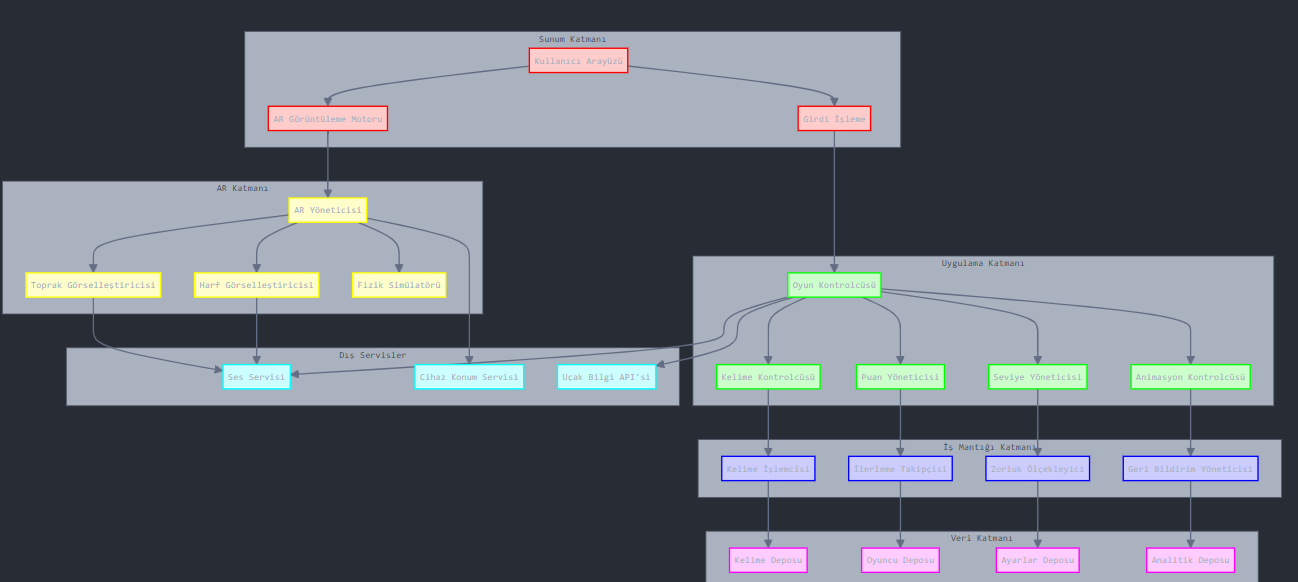 Sunum Katmanı
Kullanıcı Arayüzü
AR Görüntüleme Motoru
Girdi İşleme
AR Katmanı
AR Yöneticisi
Toprak Görselleştiricisi
Harf Görselleştiricisi
Fizik Simülatörü
Uygulama Katmanı
Oyun Kontrolcüsü
Kelime Kontrolcüsü
Puan Yöneticisi
Seviye Yöneticisi
Animasyon Kontrolcüsü
Dış Servisler
Ses Servisi
Cihaz Konum Servisi
Uçak Bilgi API'si
İş Mantığı Katmanı
Kelime İşlemcisi
İlerleme Takipçisi
Zorluk Ölçekleyici
Geri Bildirim Yöneticisi
Veri Katmanı
Kelime Deposu
Oyuncu Deposu
Ayarlar Deposu
Analitik Deposu